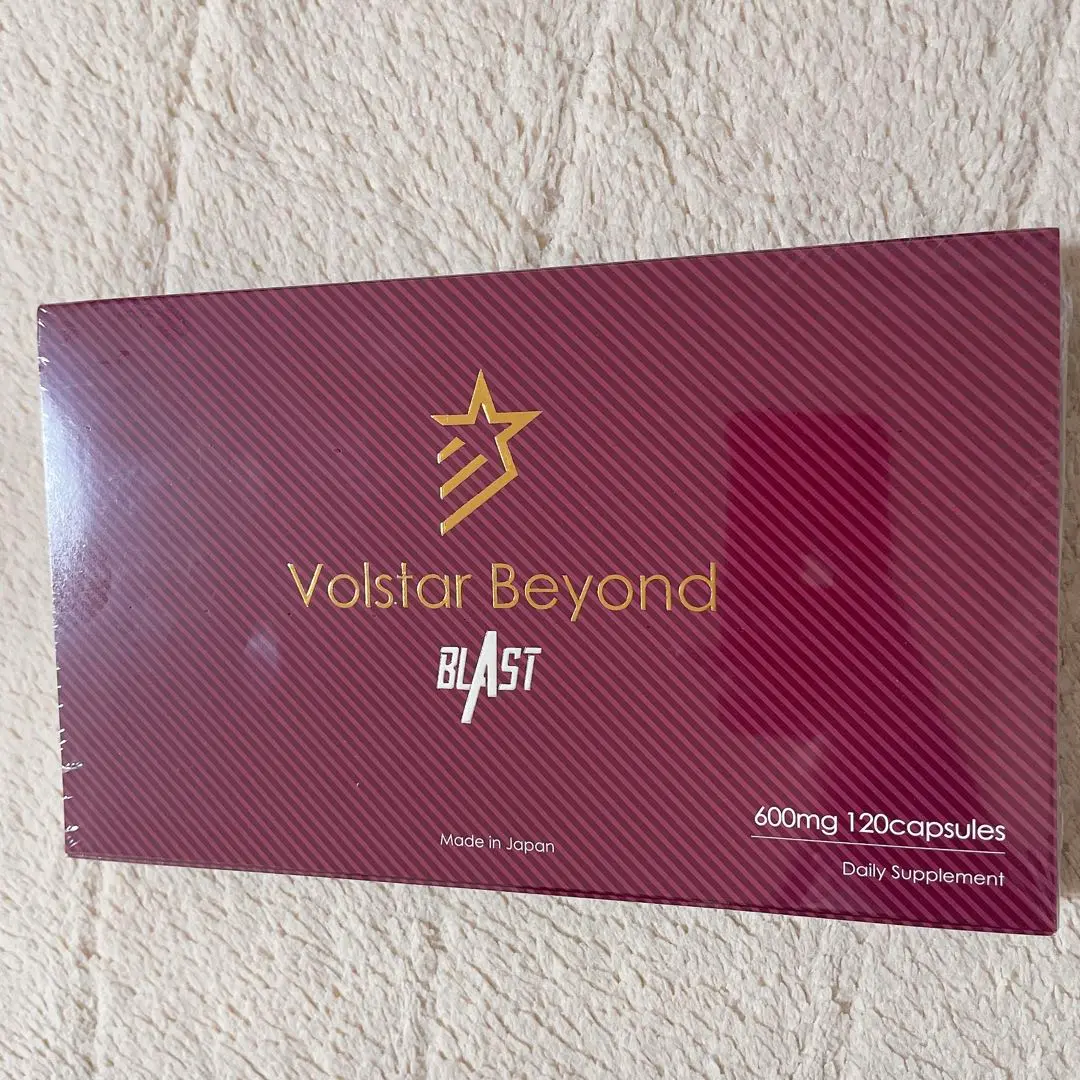 Volstar Beyond
BLAST
600mg 120capsules
Made in Japan
Daily Supplement